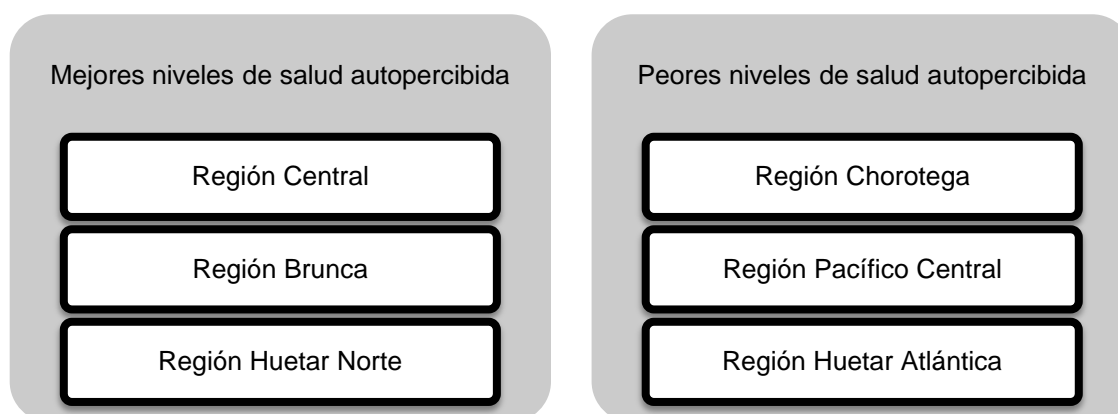 Mejores niveles de salud autopercibida
Región Central
Región Brunca
Región Huetar Norte
Peores niveles de salud autopercibida
Región Chorotega
Región Pacífico Central
Región Huetar Atlántica